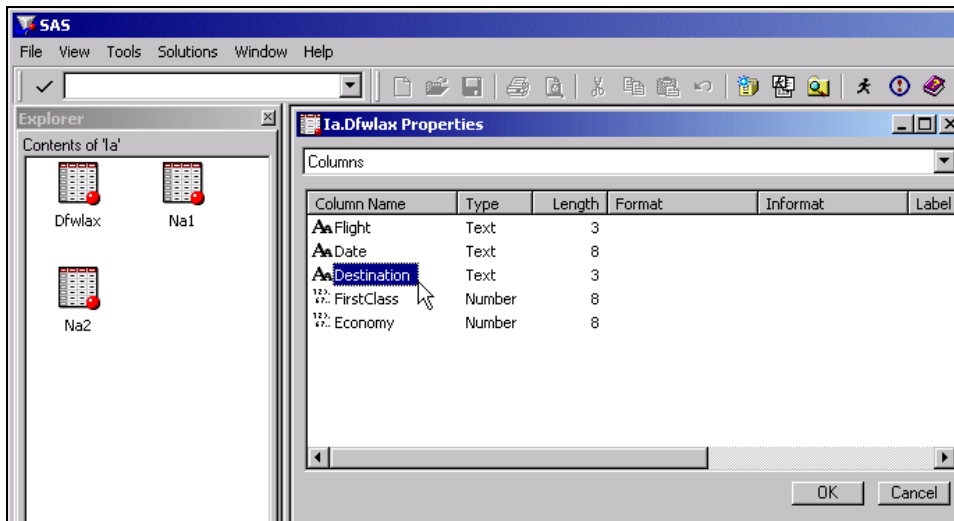 SAS
File View Tools Solutions Window Help
Explorer
Contents of 'Ia'
Dfwlax Na1
Na2
Ia.Dfwlax Properties
Columns
Column Name Type Length Format Informat Label
Flight Text 3
Date Text 8
Destination Text 3
FirstClass Number 8
Economy Number 8
OK Cancel